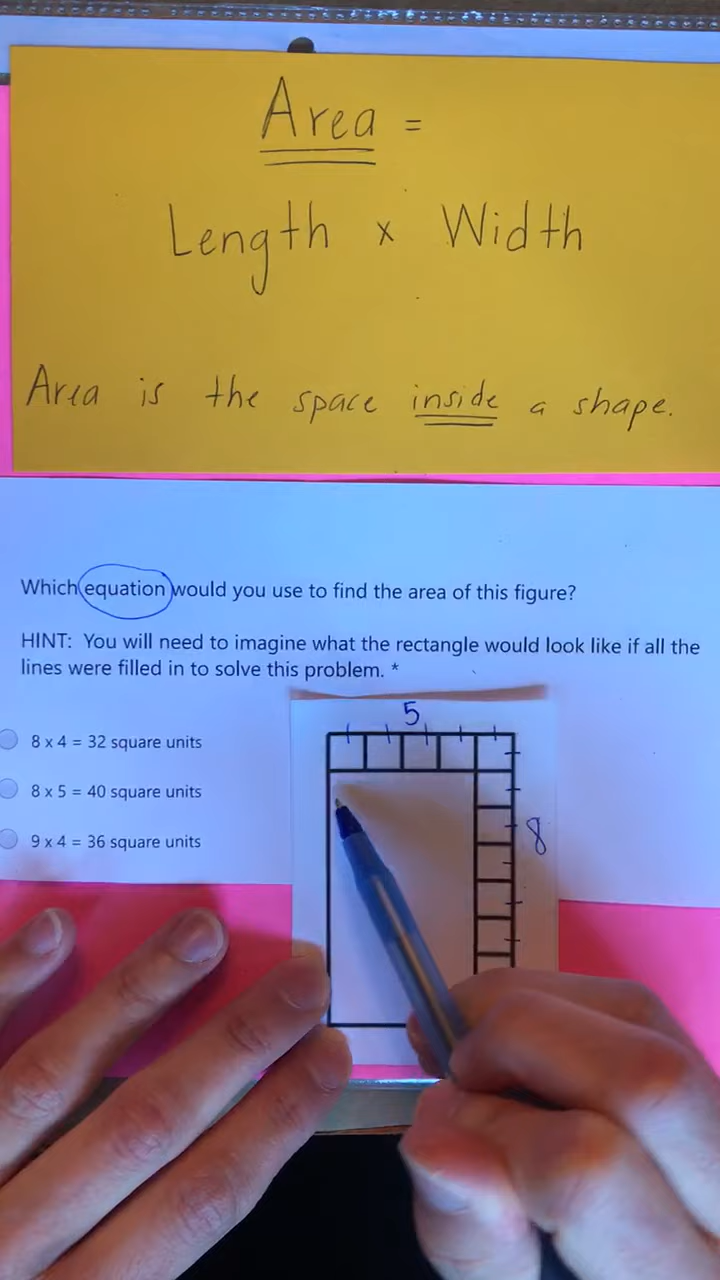 Area =
Length x Width
Area is the space inside a shape.
Which equation would you use to find the area of this figure?
HINT: You will need to imagine what the rectangle would look like if all the
lines were filled in to solve this problem. *
5
8 x 4 = 32 square units
8 x 5 = 40 square units
8
9 x 4 = 36 square units